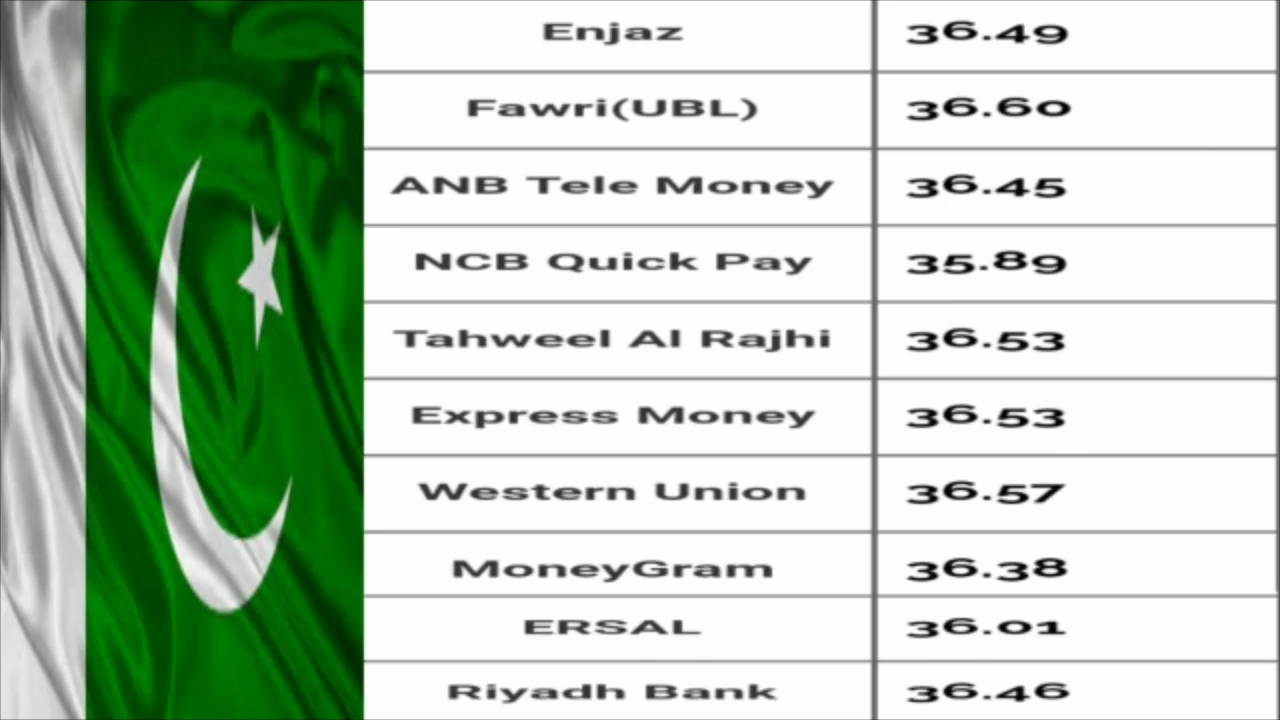 Enjaz 36.49
Fawri(UBL) 36.60
ANB Tele Money 36.45
NCB Quick Pay 35.89
Tahweel Al Rajhi 36.53
Express Money 36.53
Western Union 36.57
MoneyGram 36.38
ERSAL 36.01
Riyadh Bank 36.46